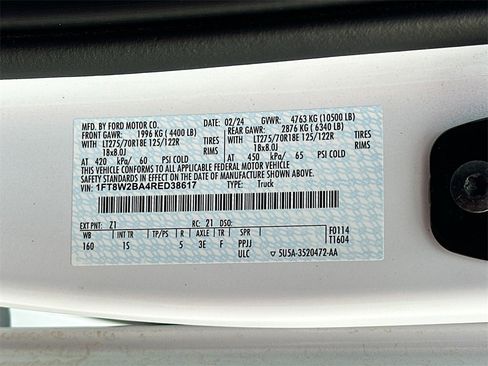 MFD. BY FORD MOTOR CO.
DATE: 02/24 GVWR: 4763 KG (10500 LB)
FRONT GAWR: 1996 KG (4400 LB) REAR GAWR: 2876 KG (6340 LB)
WITH LT275/70R18E 125/122R TIRES WITH LT275/70R18E 125/122R TIRES
18x8.0J RIMS 18x8.0J RIMS
AT 420 kPa/ 60 PSI COLD AT 450 kPa/ 65 PSI COLD
THIS VEHICLE CONFORMS TO ALL APPLICABLE FEDERAL MOTOR VEHICLE
SAFETY STANDARDS IN EFFECT ON THE DATE OF MANUFACTURE SHOWN ABOVE.
VIN: 1FT8W2BA4RED38617 TYPE: Truck
EXT PNT: Z1 RC: 21 DSO:
WB INT TR TP/PS R AXLE TR SPR F0114
160 1S 5 3E F PPJJ T1604
ULC 5U5A-3520472-AA